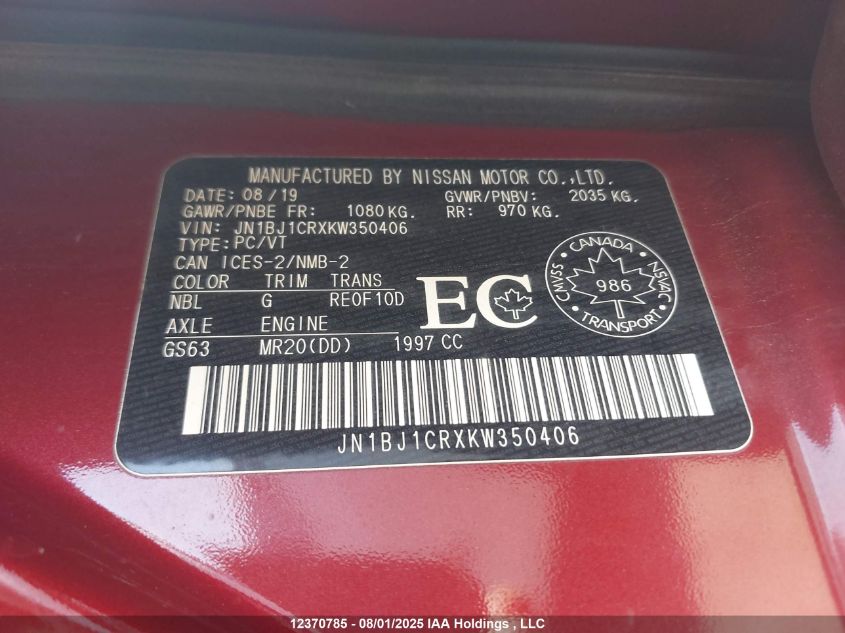 MANUFACTURED BY NISSAN MOTOR CO.,LTD.
DATE: 08/19 GVWR/PNBV: 2035 KG.
GAWR/PNBE FR: 1080 KG. RR: 970 KG.
VIN: JN1BJ1CRXKW350406
TYPE: PC/VT
CAN ICES-2/NMB-2
COLOR TRIM TRANS
NBL G RE0F10D
AXLE ENGINE
GS63 MR20(DD) 1997 CC
EC
CANADA
CMVSS 986 NSVAC
TRANSPORT
JN1BJ1CRXKW350406
12370785 - 08/01/2025 IAA Holdings, LLC